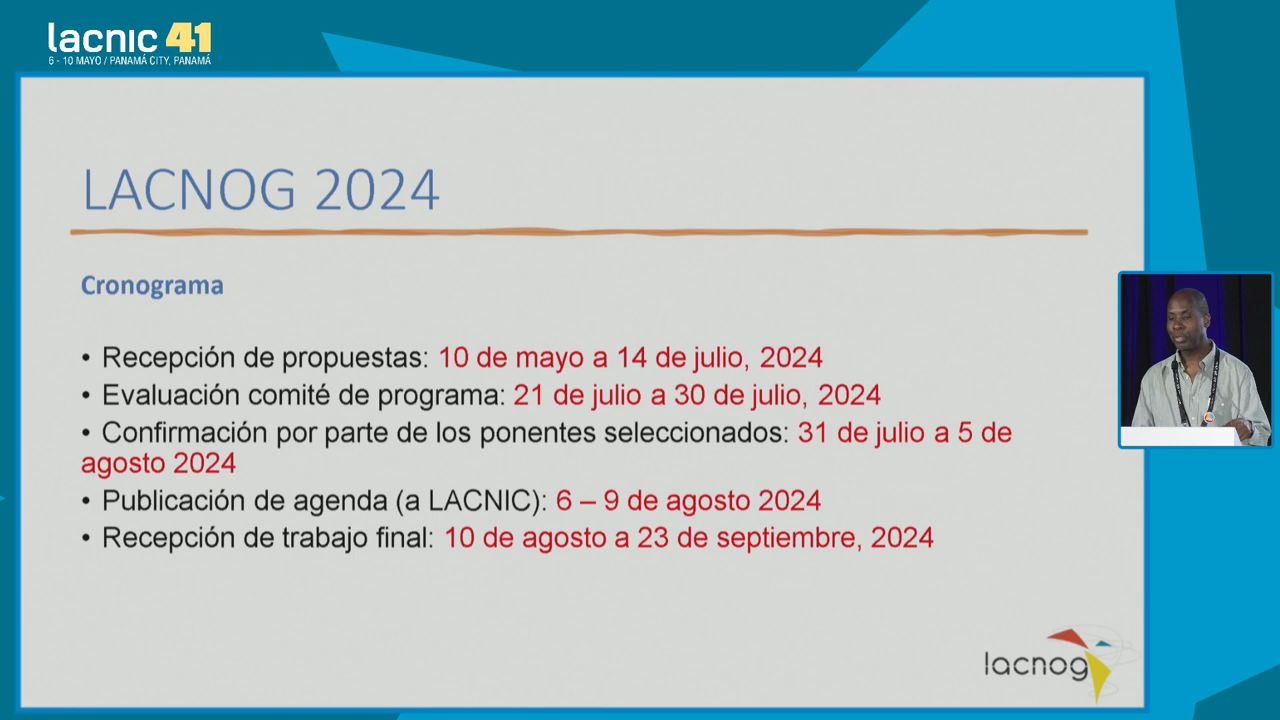 lacnic 41
6 - 10 MAYO / PANAMÁ CITY, PANAMÁ
LACNOG 2024
Cronograma
• Recepción de propuestas: 10 de mayo a 14 de julio, 2024
• Evaluación comité de programa: 21 de julio a 30 de julio, 2024
• Confirmación por parte de los ponentes seleccionados: 31 de julio a 5 de
agosto 2024
• Publicación de agenda (a LACNIC): 6 – 9 de agosto 2024
• Recepción de trabajo final: 10 de agosto a 23 de septiembre, 2024
lacnog